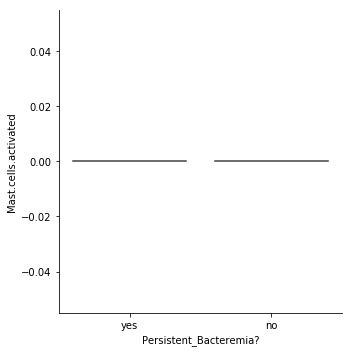 0.04
0.02
0.00
−0.02
−0.04
Mast.cells.activated
yes
no
Persistent_Bacteremia?